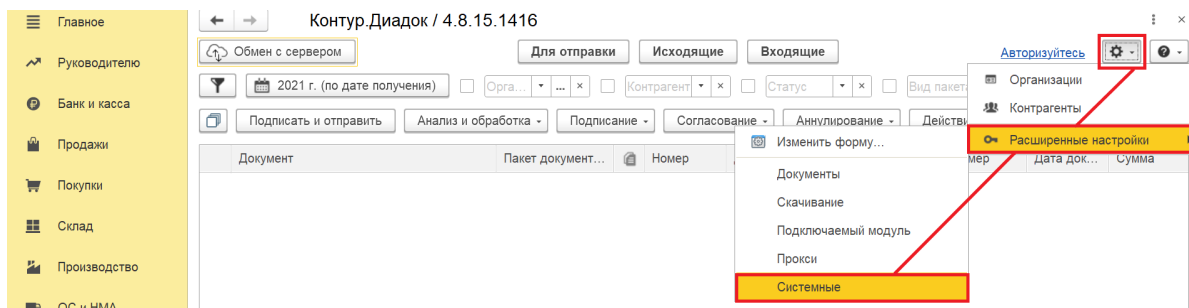 Главное
Контур.Диадок / 4.8.15.1416
Обмен с сервером
Для отправки
Исходящие
Входящие
Авторизуйтесь
Руководителю
2021 г. (по дате получения)
Орга...
Контрагент
Статус
Вид пакет
Организации
Банк и касса
Контрагенты
Подписать и отправить
Анализ и обработка
Подписание
Согласование
Аннулирование
Действи
Расширенные настройки
Продажи
Изменить форму...
Документ
Пакет документ...
Номер
мер
Дата док...
Сумма
Документы
Покупки
Скачивание
Склад
Подключаемый модуль
Прокси
Производство
Системные
ОС и НМА